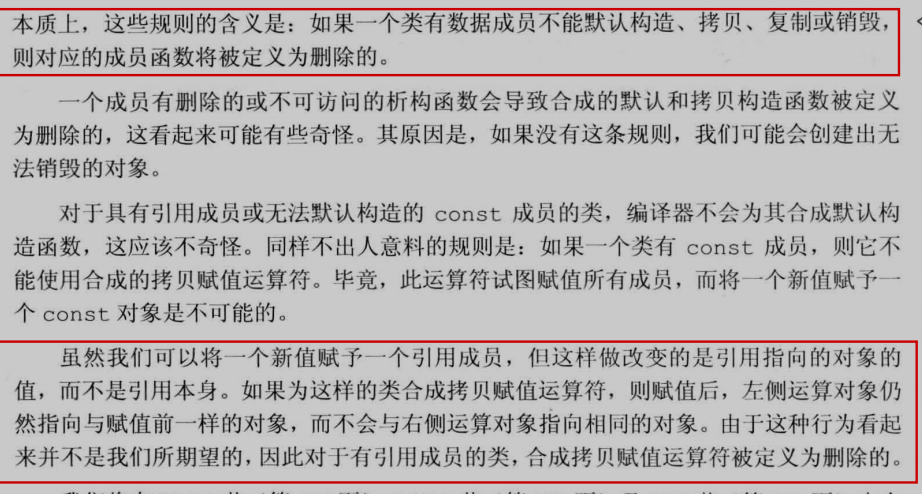 本质上，这些规则的含义是：如果一个类有数据成员不能默认构造、拷贝、复制或销毁，
则对应的成员函数将被定义为删除的。
一个成员有删除的或不可访问的析构函数会导致合成的默认和拷贝构造函数被定义
为删除的，这看起来可能有些奇怪。其原因是，如果没有这条规则，我们可能会创建出无
法销毁的对象。
对于具有引用成员或无法默认构造的 const 成员的类，编译器不会为其合成默认构
造函数，这应该不奇怪。同样不出人意料的规则是：如果一个类有 const 成员，则它不
能使用合成的拷贝赋值运算符。毕竟，此运算符试图赋值所有成员，而将一个新值赋予一
个 const 对象是不可能的。
虽然我们可以将一个新值赋予一个引用成员，但这样做改变的是引用指向的对象的
值，而不是引用本身。如果为这样的类合成拷贝赋值运算符，则赋值后，左侧运算对象仍
然指向与赋值前一样的对象，而不会与右侧运算对象指向相同的对象。由于这种行为看起
来并不是我们所期望的，因此对于有引用成员的类，合成拷贝赋值运算符被定义为删除的。